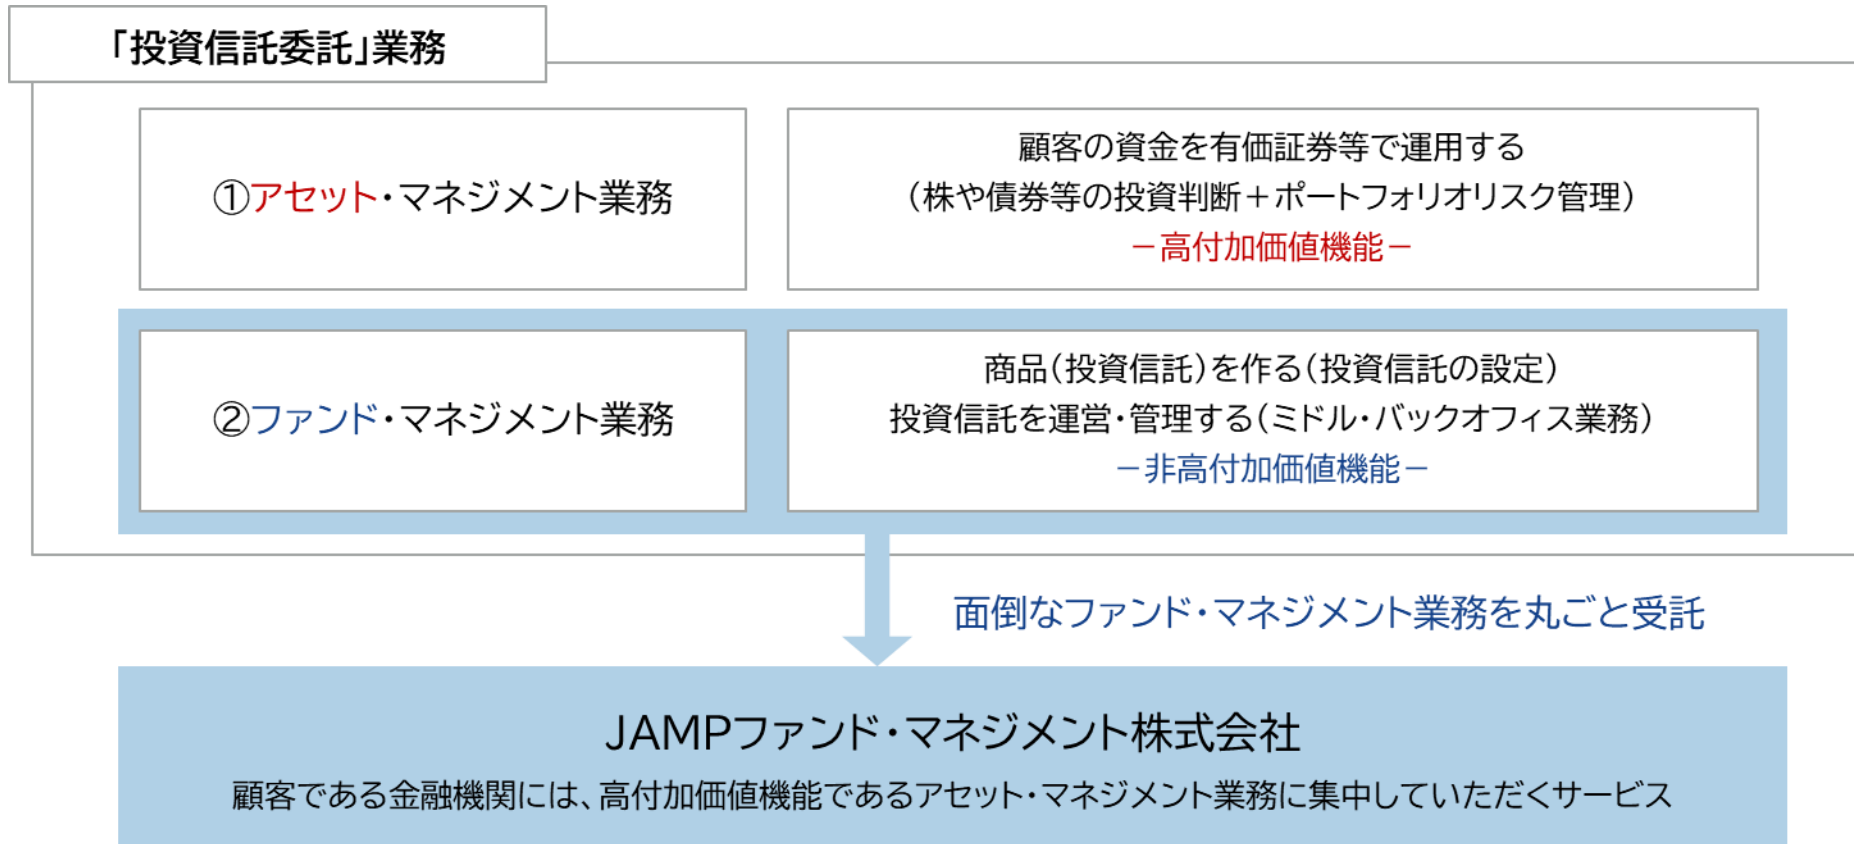 「投資信託委託」業務
①アセット・マネジメント業務
顧客の資金を有価証券等で運用する
（株や債券等の投資判断＋ポートフォリオリスク管理）
－高付加価値機能－
②ファンド・マネジメント業務
商品（投資信託）を作る（投資信託の設定）
投資信託を運営・管理する（ミドル・バックオフィス業務）
－非高付加価値機能－
面倒なファンド・マネジメント業務を丸ごと受託
JAMPファンド・マネジメント株式会社
顧客である金融機関には、高付加価値機能であるアセット・マネジメント業務に集中していただくサービス